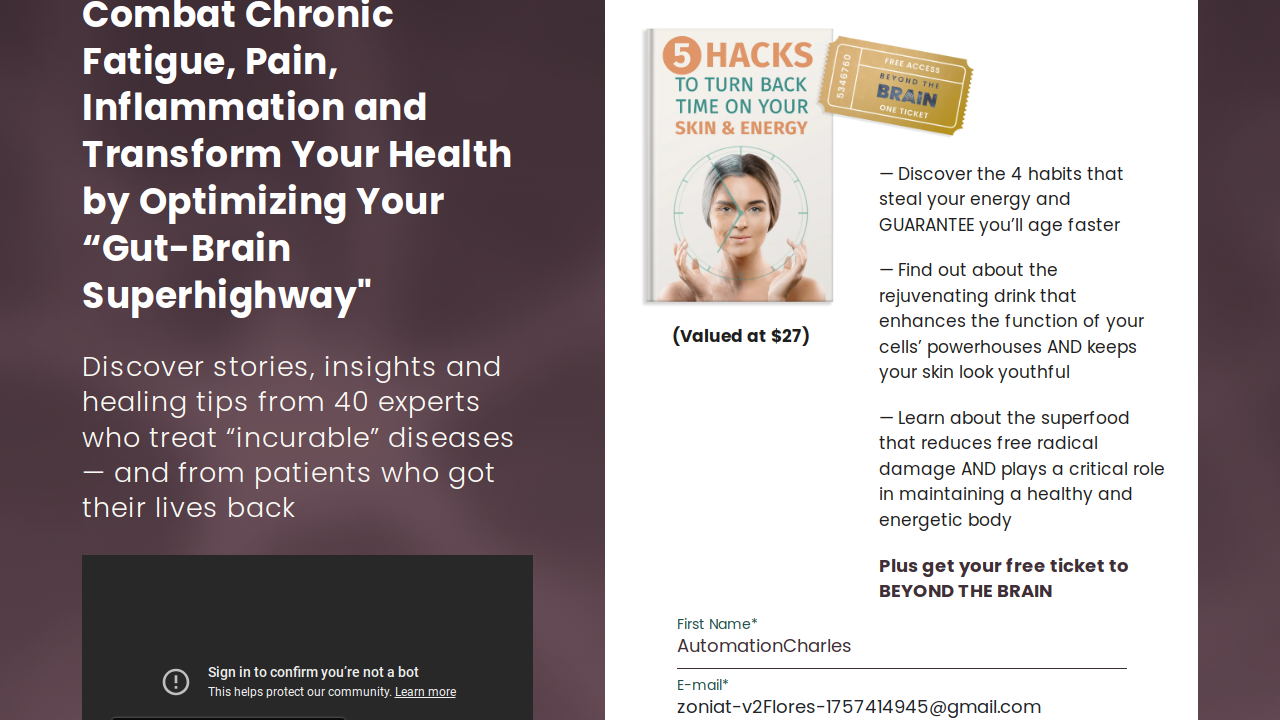 Combat Chronic
Fatigue, Pain,
Inflammation and
Transform Your Health
by Optimizing Your
“Gut-Brain
Superhighway"
Discover stories, insights and
healing tips from 40 experts
who treat “incurable” diseases
— and from patients who got
their lives back
Sign in to confirm you’re not a bot
This helps protect our community. Learn more
5 HACKS
TO TURN BACK
TIME ON YOUR
SKIN & ENERGY
5346760
FREE ACCESS
BEYOND THE
BRAIN
ONE TICKET
(Valued at $27)
— Discover the 4 habits that
steal your energy and
GUARANTEE you’ll age faster
— Find out about the
rejuvenating drink that
enhances the function of your
cells’ powerhouses AND keeps
your skin look youthful
— Learn about the superfood
that reduces free radical
damage AND plays a critical role
in maintaining a healthy and
energetic body
Plus get your free ticket to
BEYOND THE BRAIN
First Name*
AutomationCharles
E-mail*
zoniat-v2Flores-1757414945@gmail.com